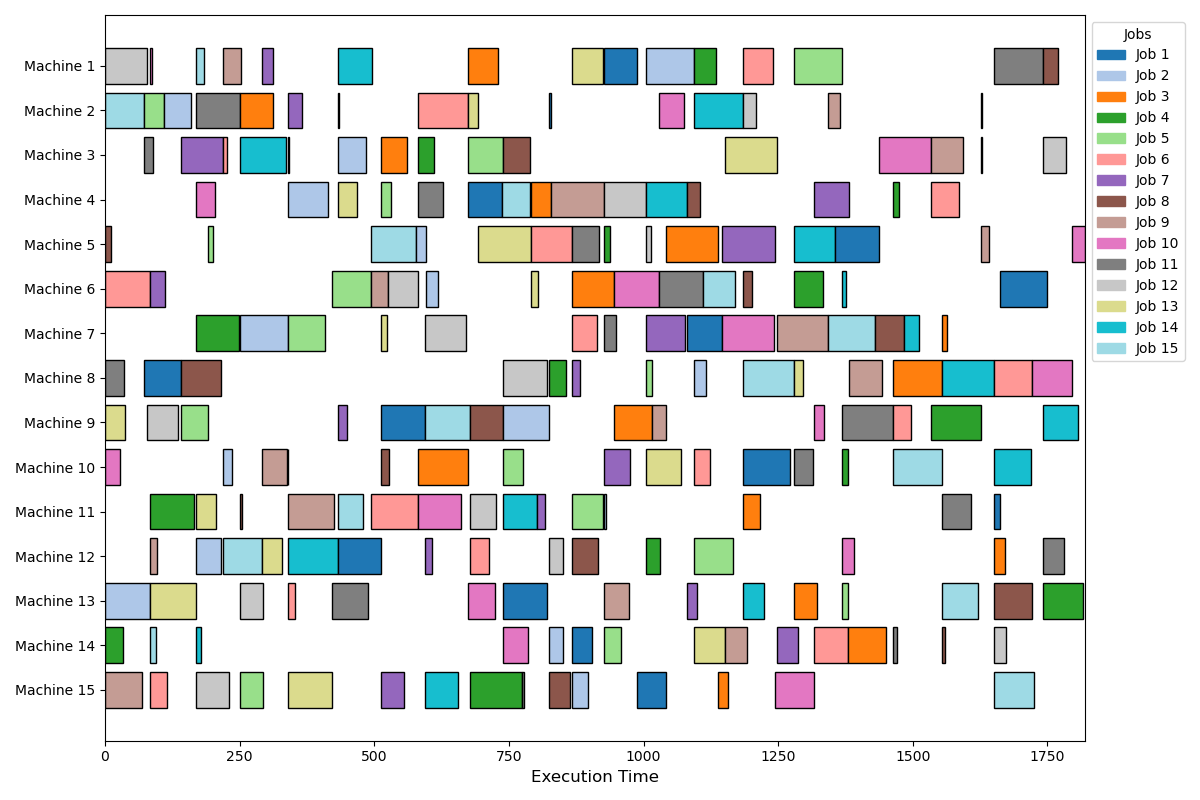 Machine 1
Machine 2
Machine 3
Machine 4
Machine 5
Machine 6
Machine 7
Machine 8
Machine 9
Machine 10
Machine 11
Machine 12
Machine 13
Machine 14
Machine 15
0 250 500 750 1000 1250 1500 1750
Execution Time
Jobs
Job 1
Job 2
Job 3
Job 4
Job 5
Job 6
Job 7
Job 8
Job 9
Job 10
Job 11
Job 12
Job 13
Job 14
Job 15